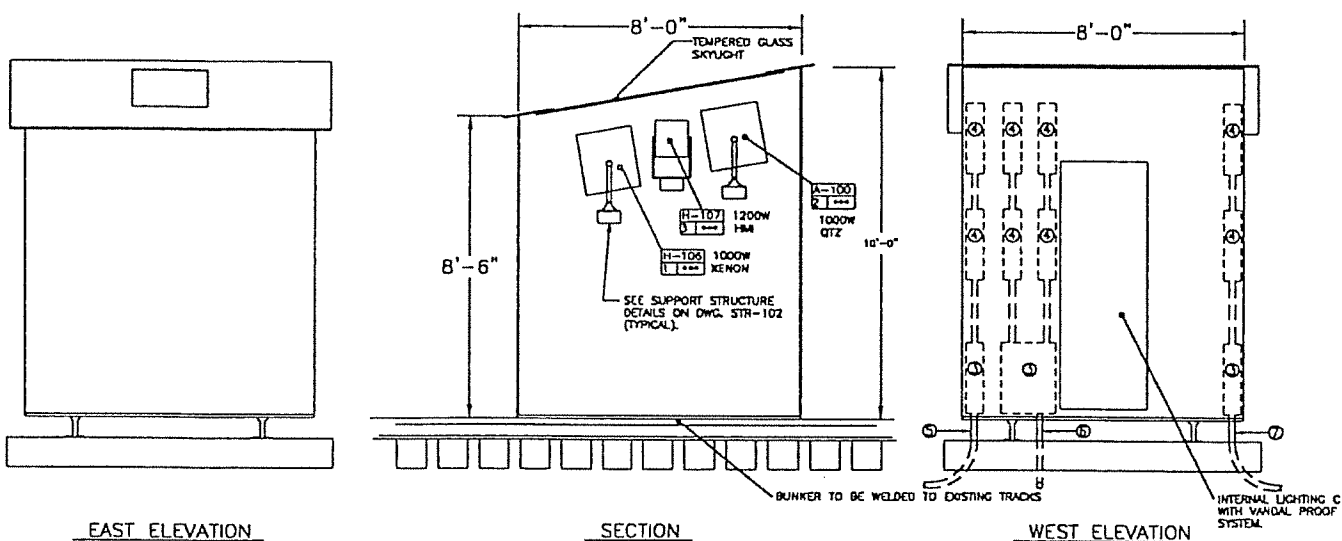 8'-0"
TEMPERED GLASS
SKYLIGHT
8'-6"
10'-0"
H-107
3 ***
1200W
HMI
A-100
2 ***
1000W
QTZ
H-106
1 ***
1000W
XENON
SEE SUPPORT STRUCTURE
DETAILS ON DWG. STR-102
(TYPICAL).
BUNKER TO BE WELDED TO EXISTING TRACKS
8'-0"
4 4 4 4
4 4 4 4
3 3 3
5 6 7
INTERNAL LIGHTING C
WITH VANDAL PROOF
SYSTEM.
EAST ELEVATION
SECTION
WEST ELEVATION